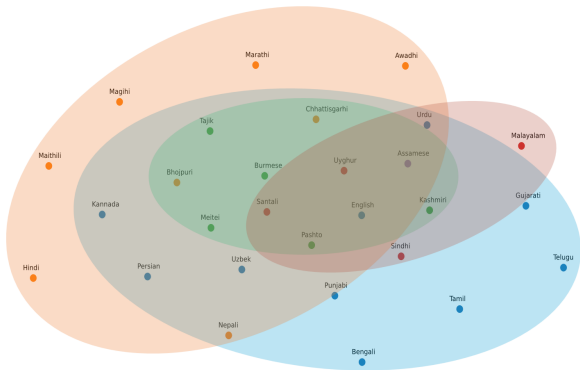 Marathi
Awadhi
Magihi
Chhattisgarhi
Urdu
Tajik
Malayalam
Maithili
Assamese
Uyghur
Burmese
Bhojpuri
Gujarati
Kashmiri
Santali
English
Kannada
Meitei
Pashto
Sindhi
Telugu
Uzbek
Persian
Hindi
Punjabi
Tamil
Nepali
Bengali